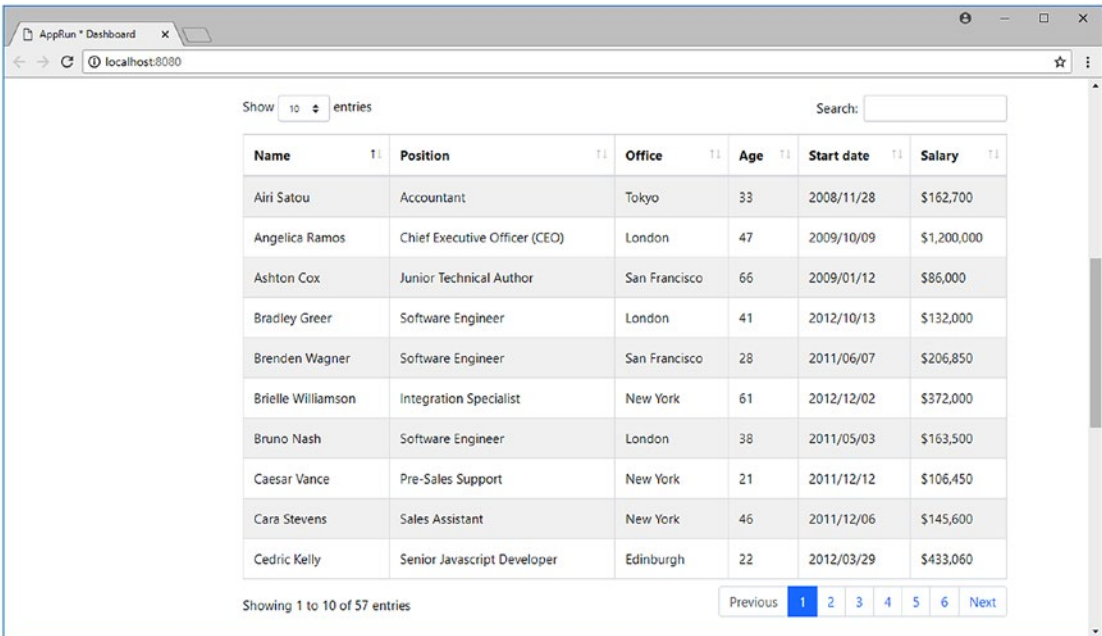 AppRun * Dashboard
localhost:8080
Show 10 entries Search:
Name Position Office Age Start date Salary
Airi Satou Accountant Tokyo 33 2008/11/28 $162,700
Angelica Ramos Chief Executive Officer (CEO) London 47 2009/10/09 $1,200,000
Ashton Cox Junior Technical Author San Francisco 66 2009/01/12 $86,000
Bradley Greer Software Engineer London 41 2012/10/13 $132,000
Brenden Wagner Software Engineer San Francisco 28 2011/06/07 $206,850
Brielle Williamson Integration Specialist New York 61 2012/12/02 $372,000
Bruno Nash Software Engineer London 38 2011/05/03 $163,500
Caesar Vance Pre-Sales Support New York 21 2011/12/12 $106,450
Cara Stevens Sales Assistant New York 46 2011/12/06 $145,600
Cedric Kelly Senior Javascript Developer Edinburgh 22 2012/03/29 $433,060
Showing 1 to 10 of 57 entries Previous 1 2 3 4 5 6 Next